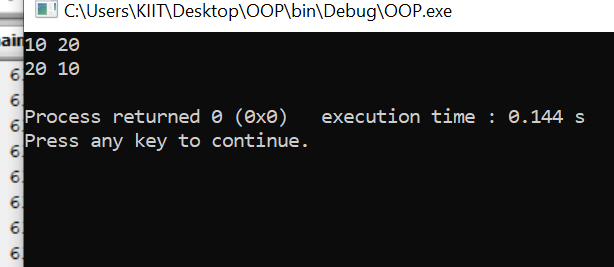 C:\Users\KIIT\Desktop\OOP\bin\Debug\OOP.exe
10 20
20 10
Process returned 0 (0x0)   execution time : 0.144 s
Press any key to continue.